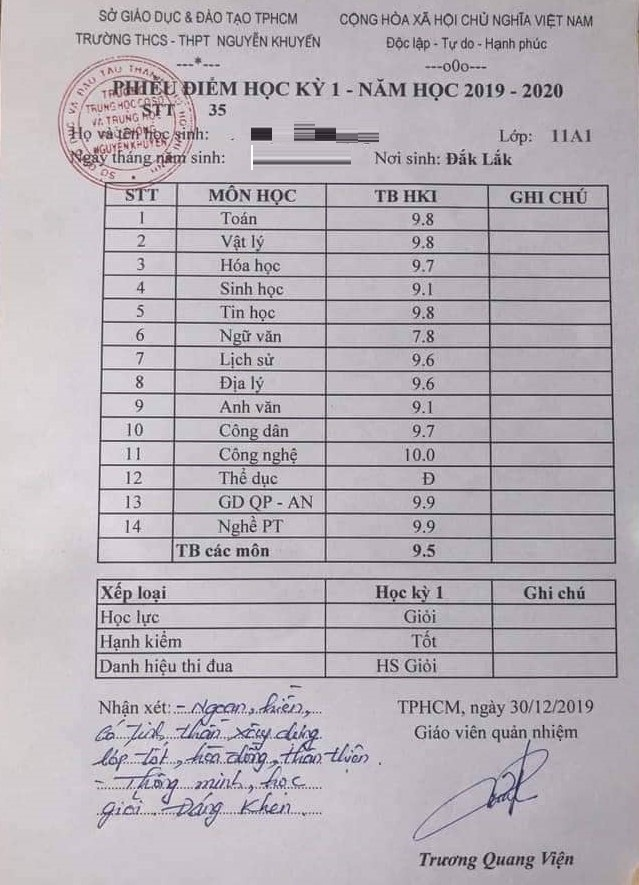 SỞ GIÁO DỤC & ĐÀO TẠO TPHCM
TRƯỜNG THCS - THPT NGUYỄN KHUYẾN
---*---
CỘNG HÒA XÃ HỘI CHỦ NGHĨA VIỆT NAM
Độc lập - Tự do - Hạnh phúc
---o0o---
PHIẾU ĐIỂM HỌC KỲ 1 - NĂM HỌC 2019 - 2020
STT 35
Họ và tên học sinh:
Lớp: 11A1
Ngày tháng năm sinh:
Nơi sinh: Đắk Lắk
TRUNG HỌC CƠ SỞ
VÀ TRUNG HỌC
NGUYỄN KHUYẾN
STT MÔN HỌC TB HKI GHI CHÚ
1 Toán 9.8
2 Vật lý 9.8
3 Hóa học 9.7
4 Sinh học 9.1
5 Tin học 9.8
6 Ngữ văn 7.8
7 Lịch sử 9.6
8 Địa lý 9.6
9 Anh văn 9.1
10 Công dân 9.7
11 Công nghệ 10.0
12 Thể dục Đ
13 GD QP - AN 9.9
14 Nghề PT 9.9
TB các môn 9.5
Xếp loại Học kỳ 1 Ghi chú
Học lực Giỏi
Hạnh kiểm Tốt
Danh hiệu thi đua HS Giỏi
Nhận xét: - Ngoan, hiền,
có tinh thần xây dựng
lớp tốt, hòa đồng, thân thiện.
- Thông minh, học
giỏi. Đáng khen
TPHCM, ngày 30/12/2019
Giáo viên quản nhiệm
Trương Quang Viện